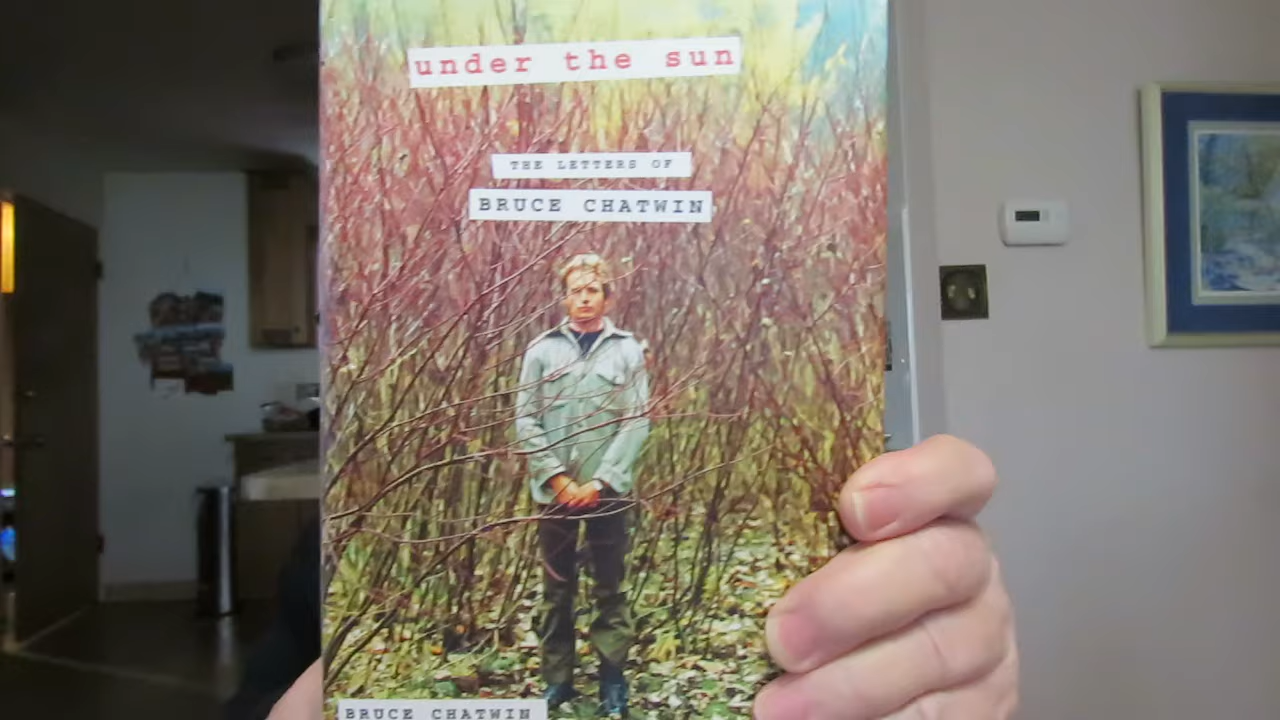 under the sun
THE LETTERS OF
BRUCE CHATWIN
BRUCE CHATWIN